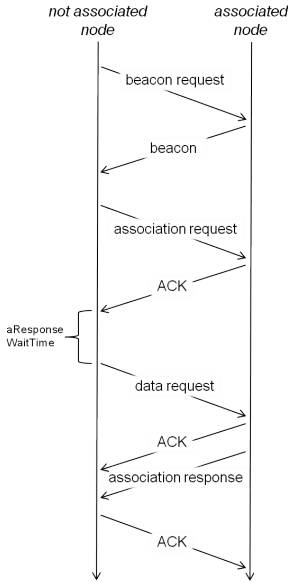 not associated
node
associated
node
beacon request
beacon
association request
ACK
aResponse
WaitTime
data request
ACK
association response
ACK